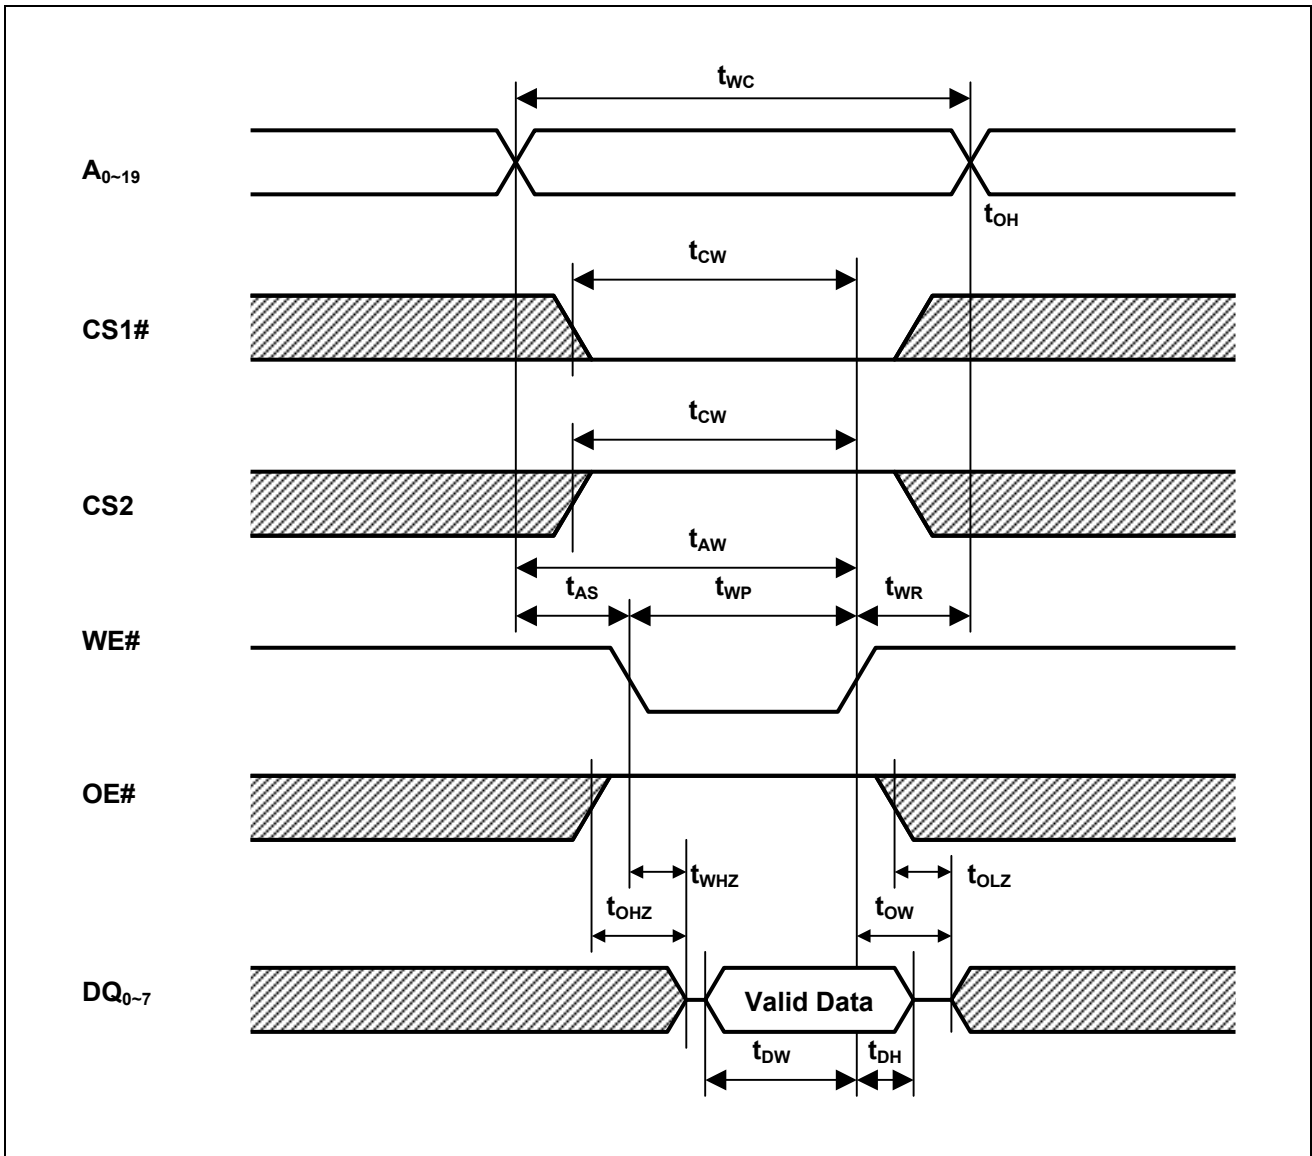 tWC
A0~19
tOH
tCW
CS1#
tCW
CS2
tAW
tAS
tWP
tWR
WE#
OE#
tWHZ
tOLZ
tOHZ
tOW
DQ0~7
Valid Data
tDW
tDH